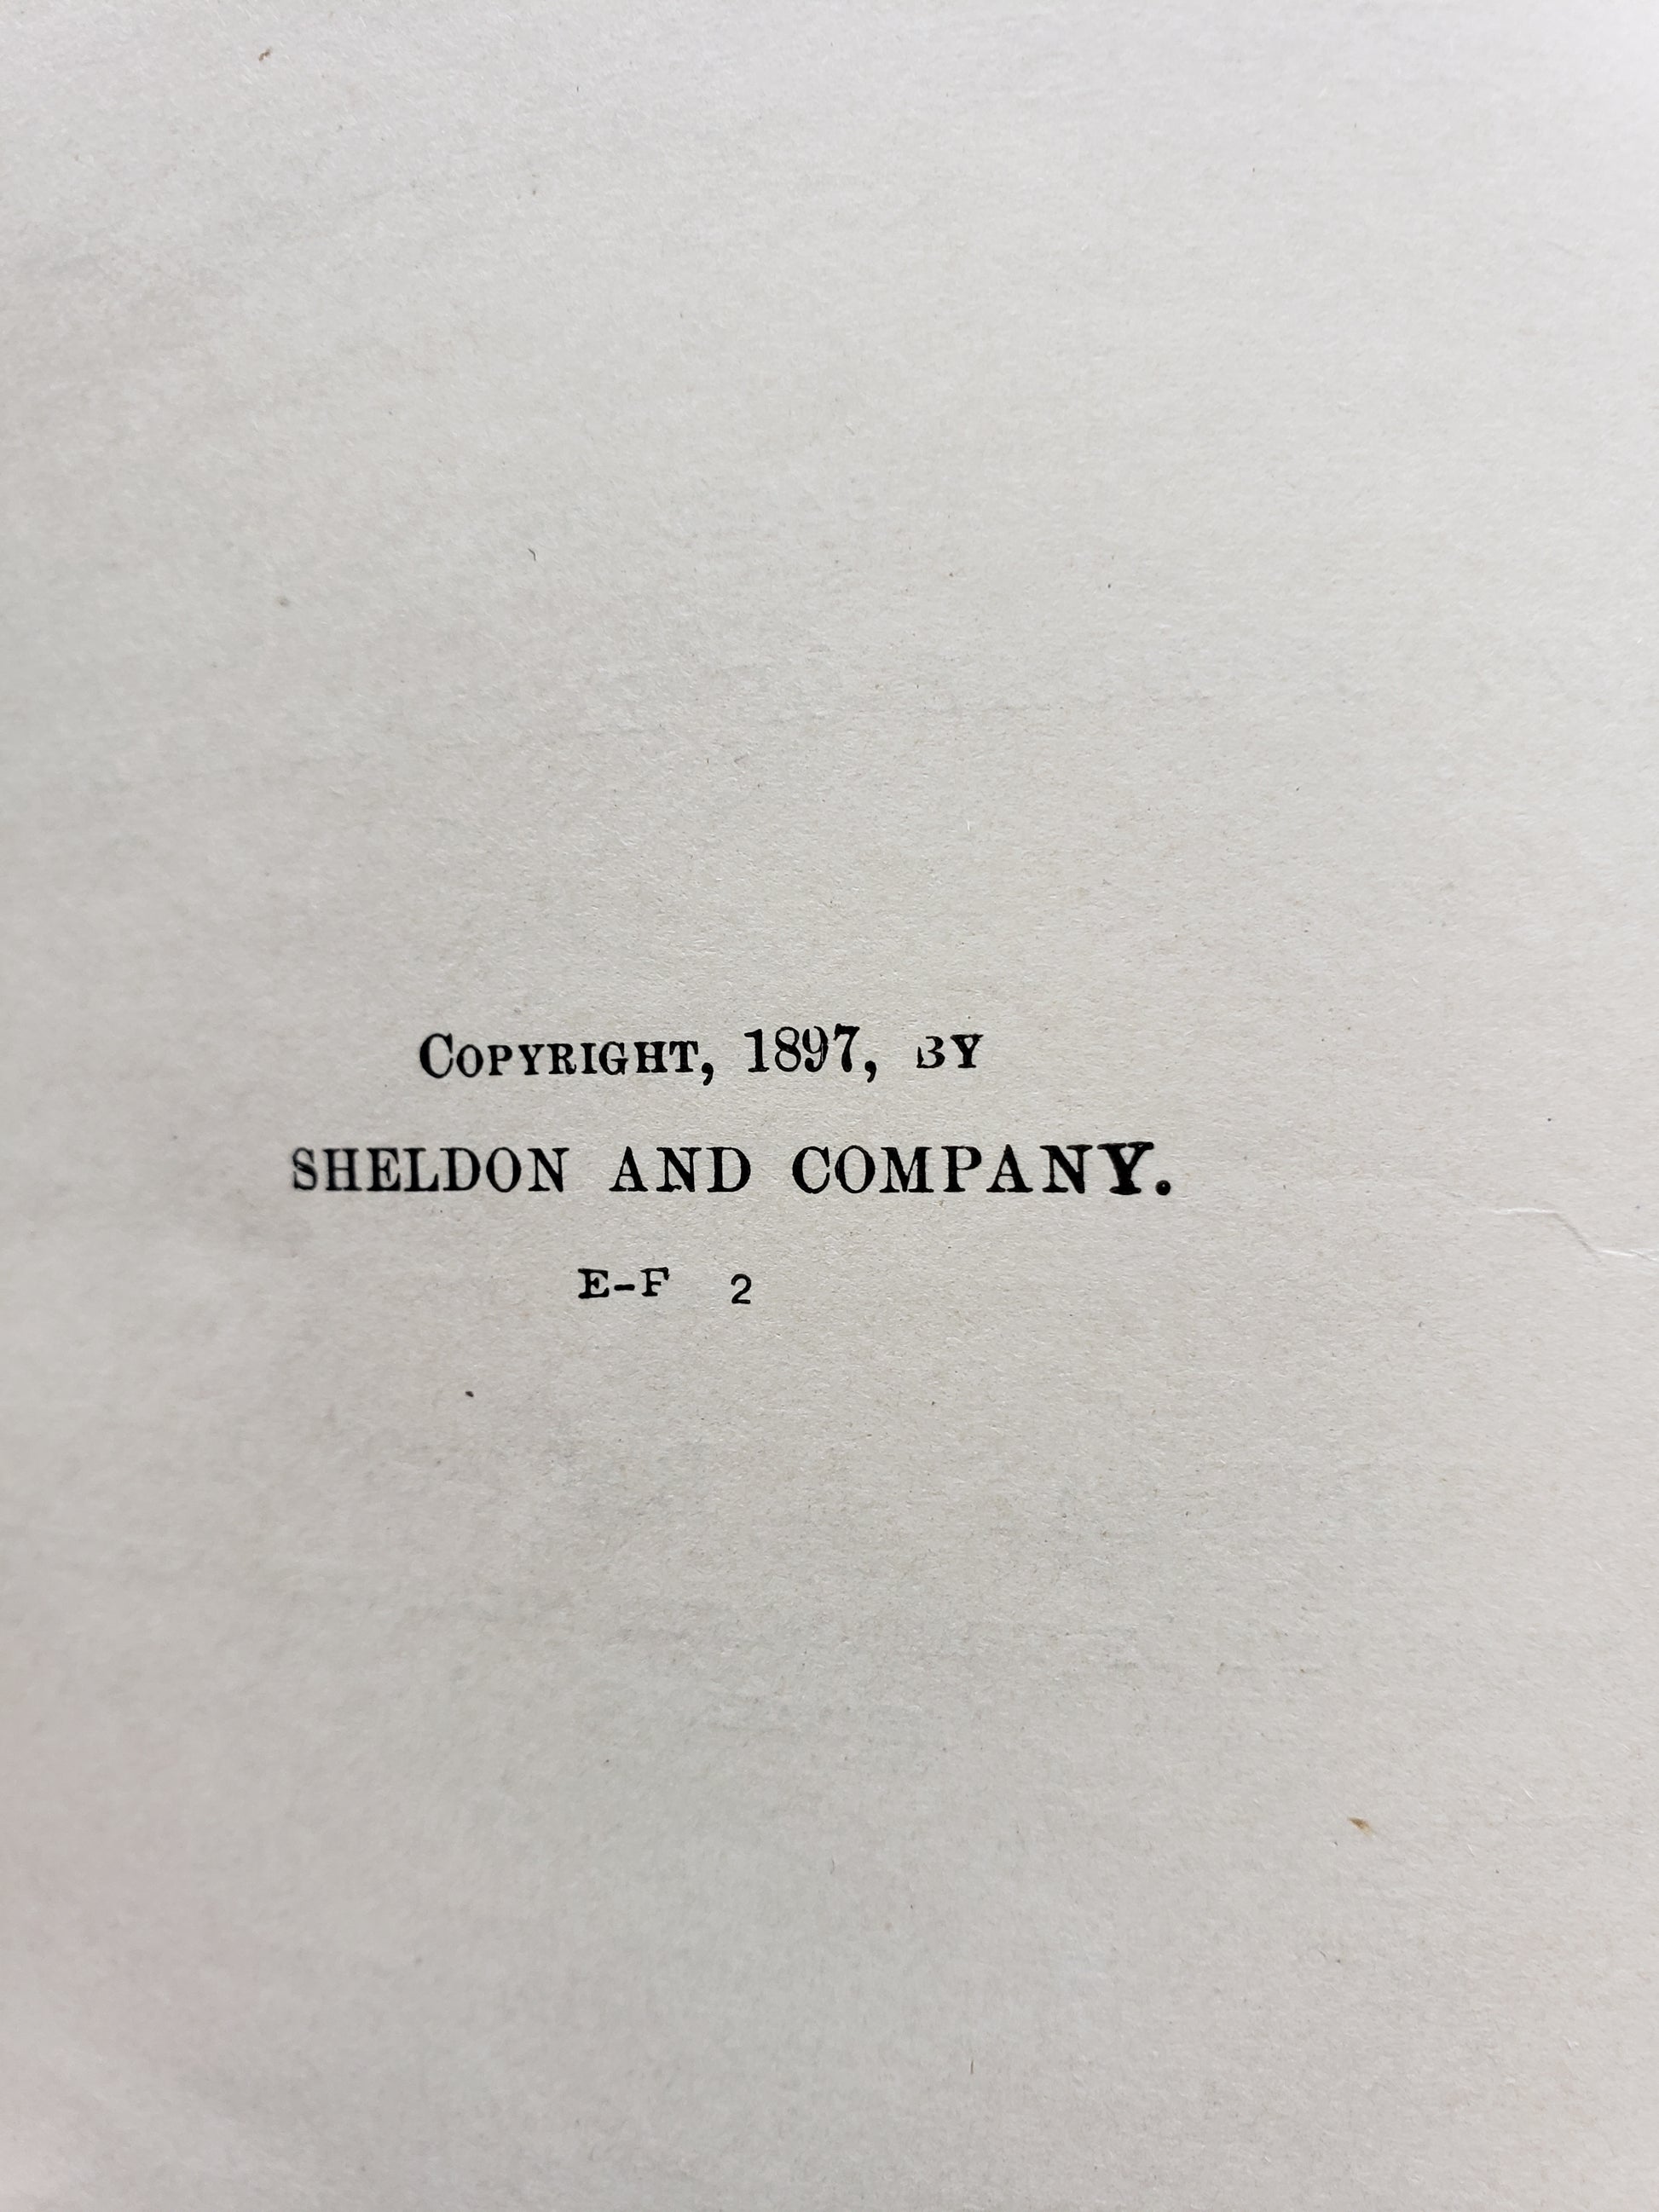 Copyright, 1897, by
SHELDON AND COMPANY.
E-F 2